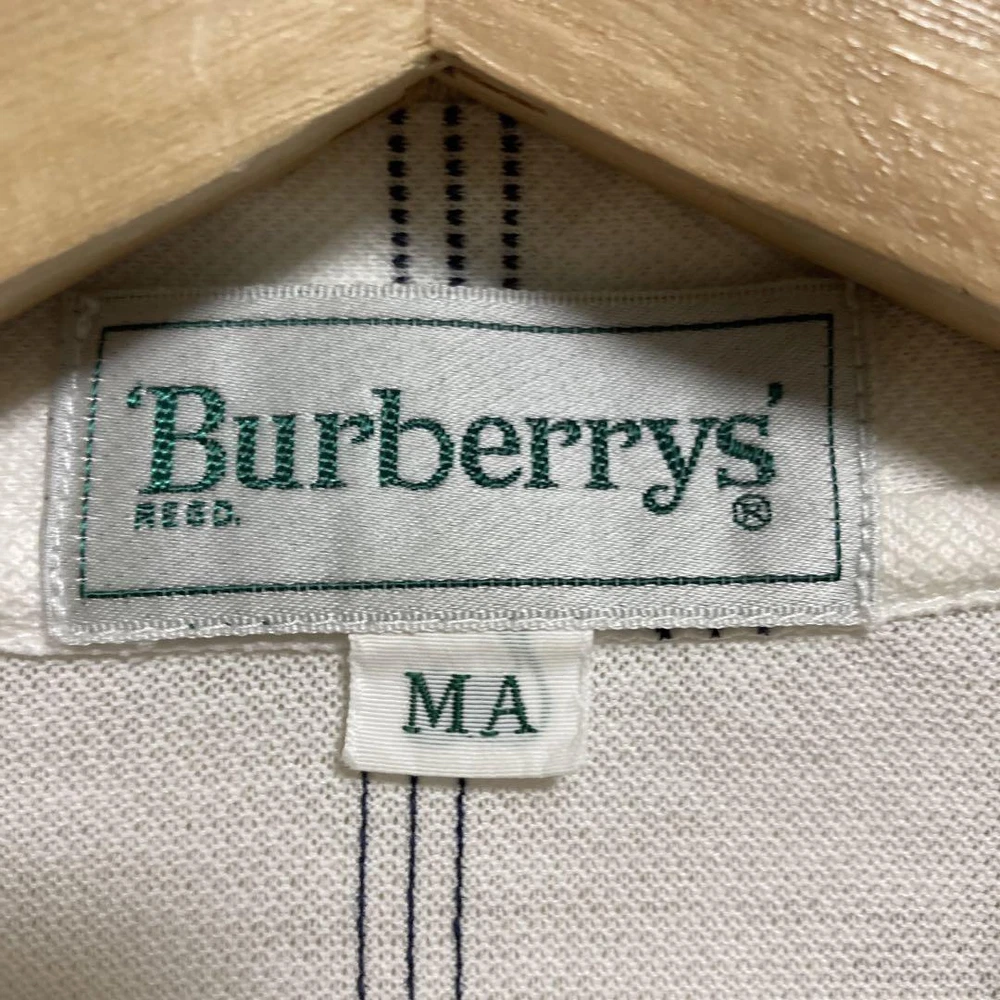 'Burberrys'
REGD. ®
MA